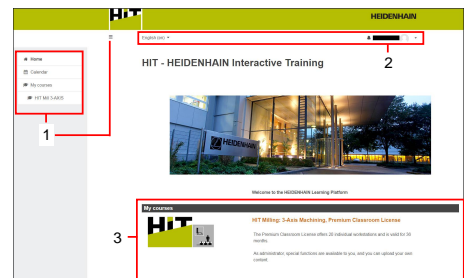 HIT
HEIDENHAIN
English (en)
Home
Calendar
My courses
HIT Mill 3-AXIS
1
2
HIT - HEIDENHAIN Interactive Training
HEIDENHAIN
Welcome to the HEIDENHAIN Learning Platform
My courses
3
HIT
HIT Milling: 3-Axis Machining, Premium Classroom License
The Premium Classroom License offers 20 individual workstations and is valid for 36
months.
As administrator, special functions are available to you, and you can upload your own
content.